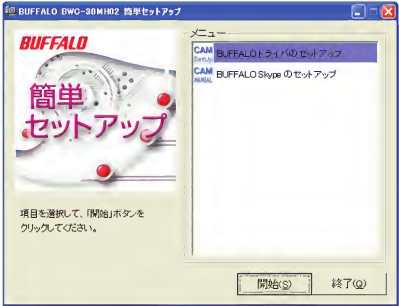 BUFFALO BWC-30MH02 簡単セットアップ
BUFFALO
簡単
セットアップ
項目を選択して、「開始」ボタンを
クリックしてください。
メニュー
CAM
SetUp
BUFFALOドライバのセットアップ
CAM
MANUAL
BUFFALO Skype のセットアップ
開始(S)
終了(Q)